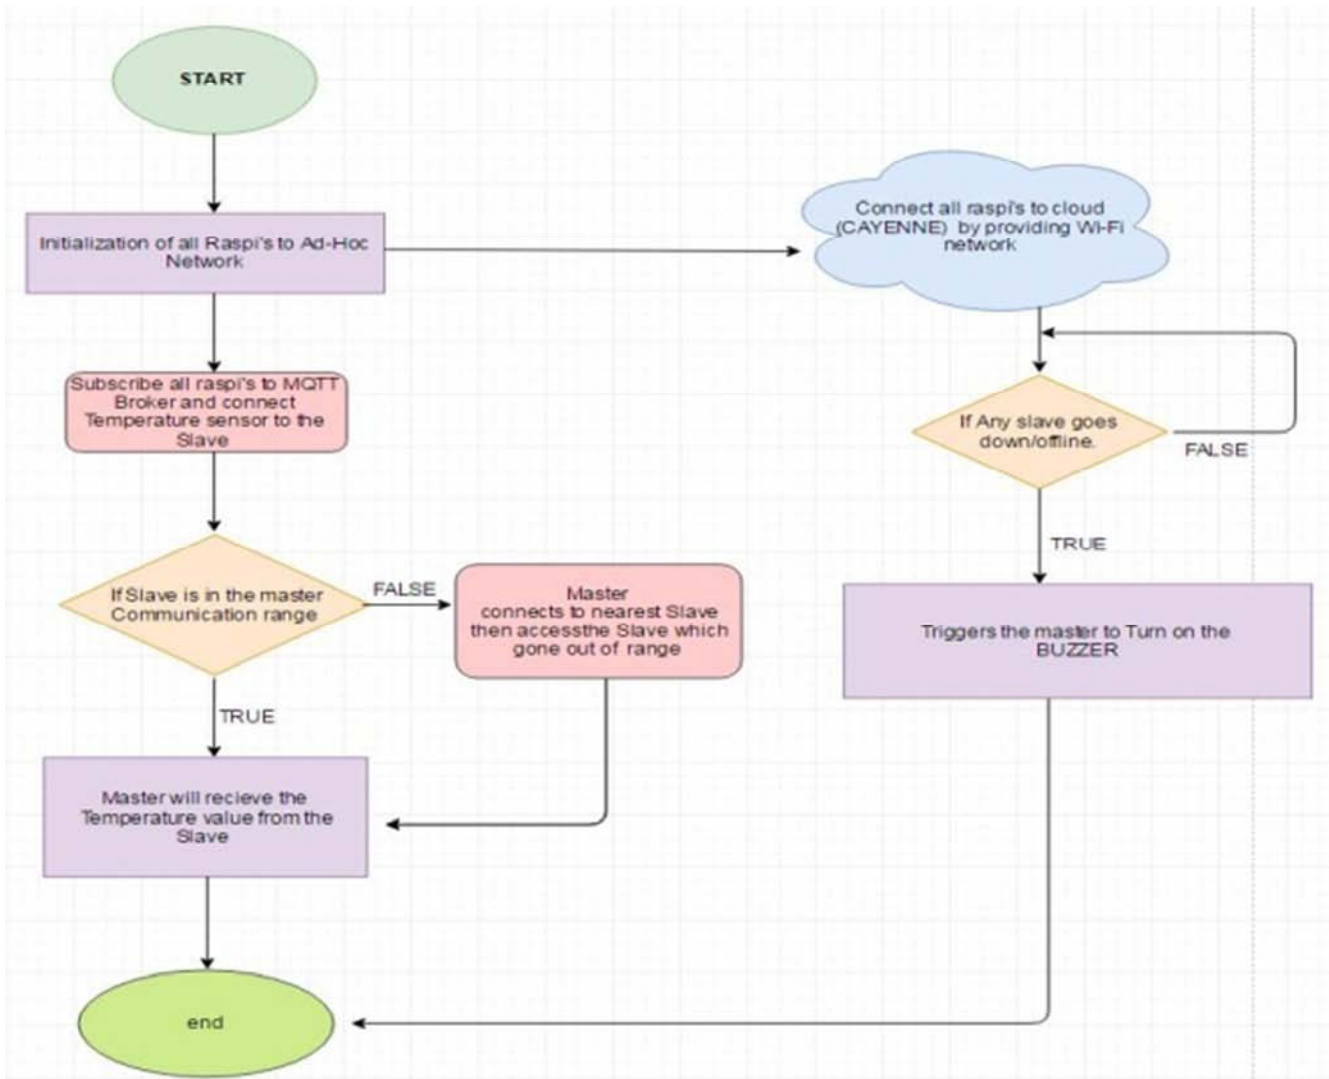 START
Initialization of all Raspi's to Ad-Hoc
Network
Connect all raspi's to cloud
(CAYENNE) by providing Wi-Fi
network
Subscribe all raspi's to MQTT
Broker and connect
Temperature sensor to the
Slave
If Any slave goes
down/offline.
FALSE
TRUE
If Slave is in the master
Communication range
FALSE
Master
connects to nearest Slave
then accessthe Slave which
gone out of range
Triggers the master to Turn on the
BUZZER
TRUE
Master will recieve the
Temperature value from the
Slave
end